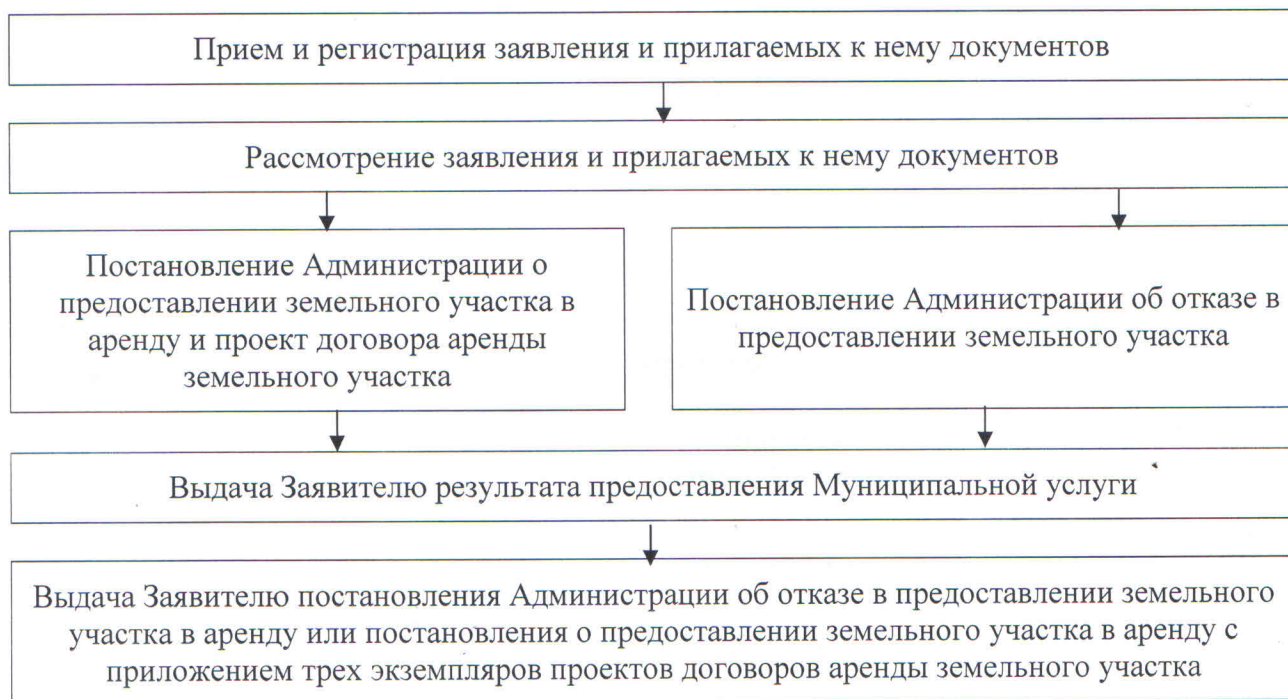 Прием и регистрация заявления и прилагаемых к нему документов
Рассмотрение заявления и прилагаемых к нему документов
Постановление Администрации о
предоставлении земельного участка в
аренду и проект договора аренды
земельного участка
Постановление Администрации об отказе в
предоставлении земельного участка
Выдача Заявителю результата предоставления Муниципальной услуги
Выдача Заявителю постановления Администрации об отказе в предоставлении земельного
участка в аренду или постановления о предоставлении земельного участка в аренду с
приложением трех экземпляров проектов договоров аренды земельного участка